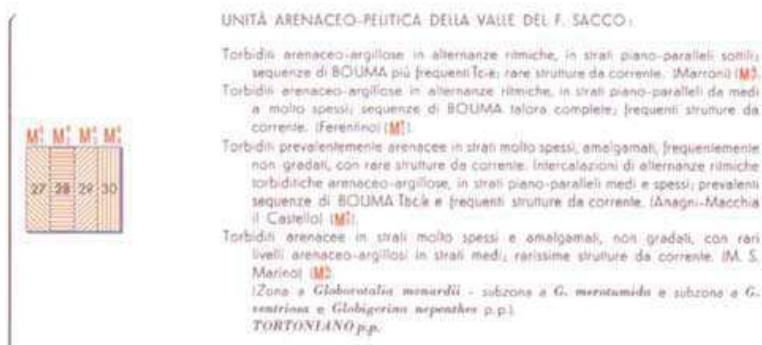 UNITÀ ARENACEO-PELITICA DELLA VALLE DEL F. SACCO:
Torbiditi arenaceo-argillose in alternanze ritmiche, in strati piano-paralleli sottili;
sequenze di BOUMA più frequenti Tc-e; rare strutture da corrente. (Marroni)
Torbiditi arenaceo-argillose in alternanze ritmiche, in strati piano-paralleli da medi
a molto spessi; sequenze di BOUMA talora complete; frequenti strutture da
corrente. (Ferentino)
Torbiditi prevalentemente arenacee in strati molto spessi, amalgamati, frequentemente
non gradati, con rare strutture da corrente. Intercalazioni di alternanze ritmiche
torbiditiche arenaceo-argillose, in strati piano-paralleli medi e spessi; prevalenti
27 28 29 30
sequenze di BOUMA e frequenti strutture da corrente. (Anagni-Macchia
il Castello)
Torbiditi arenacee in strati molto spessi e amalgamati, non gradati, con rari
livelli arenaceo-argillosi in strati medi; rarissime strutture da corrente. (M. S.
Marino)
(Zona a Globorotalia menardii - subzona a G. merotumida e subzona a G.
ventriosa e Globigerina nepenthes p.p.).
TORTONIANO p.p.